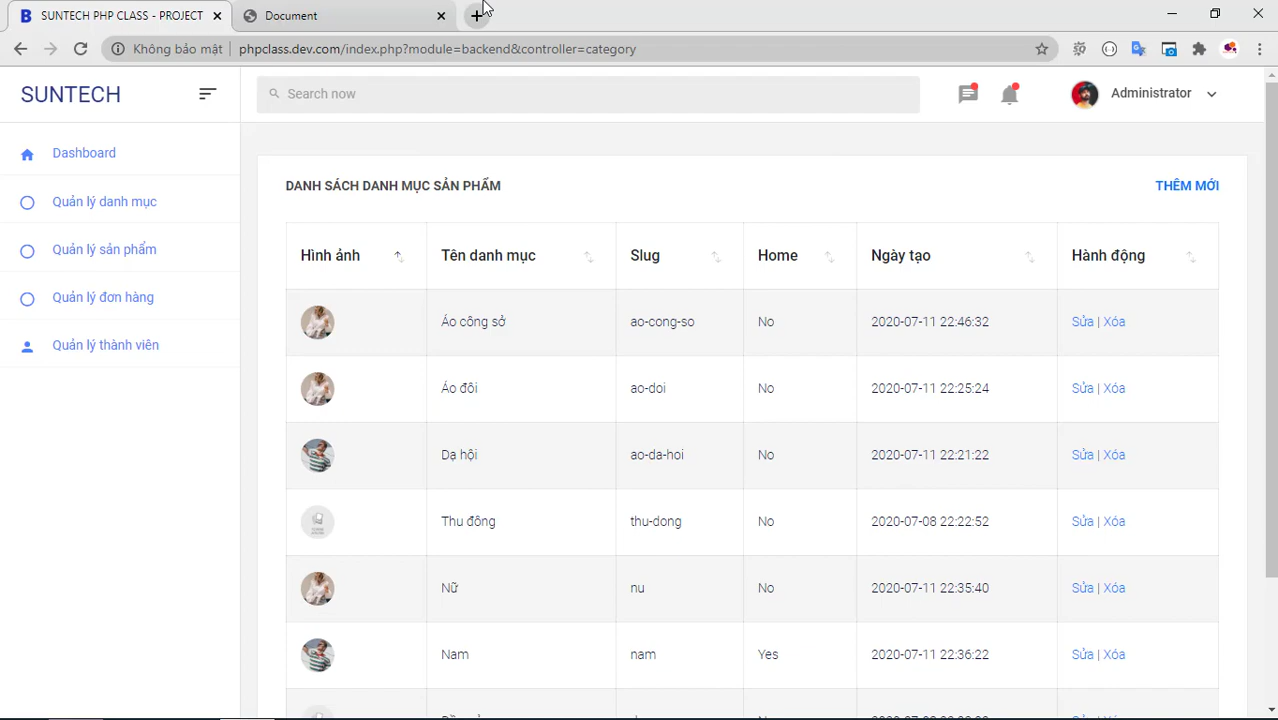 SUNTECH PHP CLASS - PROJECT
Document
Không bảo mật phpclass.dev.com/index.php?module=backend&controller=category
SUNTECH
Search now
Administrator
Dashboard
Quản lý danh mục
Quản lý sản phẩm
Quản lý đơn hàng
Quản lý thành viên
DANH SÁCH DANH MỤC SẢN PHẨM
THÊM MỚI
Hình ảnh Tên danh mục Slug Home Ngày tạo Hành động
Áo công sở ao-cong-so No 2020-07-11 22:46:32 Sửa | Xóa
Áo đôi ao-doi No 2020-07-11 22:25:24 Sửa | Xóa
Dạ hội ao-da-hoi No 2020-07-11 22:21:22 Sửa | Xóa
Thu đông thu-dong No 2020-07-08 22:22:52 Sửa | Xóa
Nữ nu No 2020-07-11 22:35:40 Sửa | Xóa
Nam nam Yes 2020-07-11 22:36:22 Sửa | Xóa